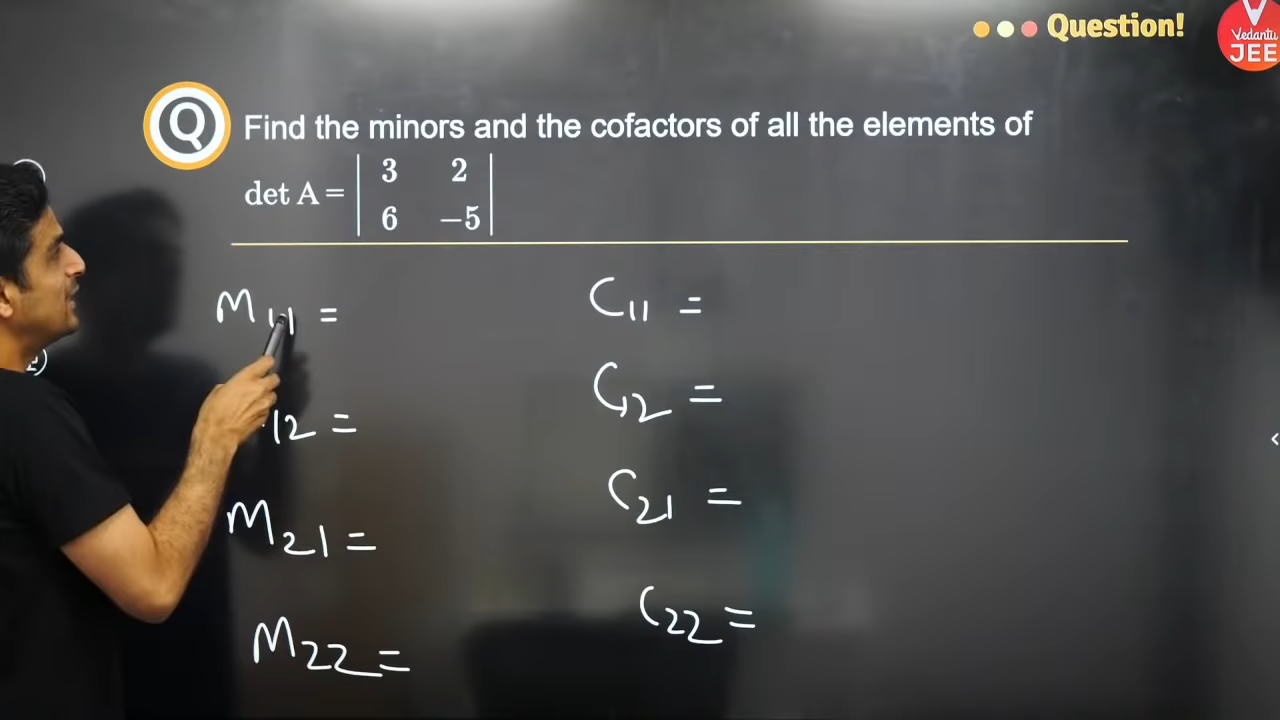 Question!
Vedantu
JEE
Q Find the minors and the cofactors of all the elements of
det A = | 3 2 |
| 6 −5 |
M11 =
C11 =
12 =
C12 =
M21 =
C21 =
M22 =
C22 =
2)
<